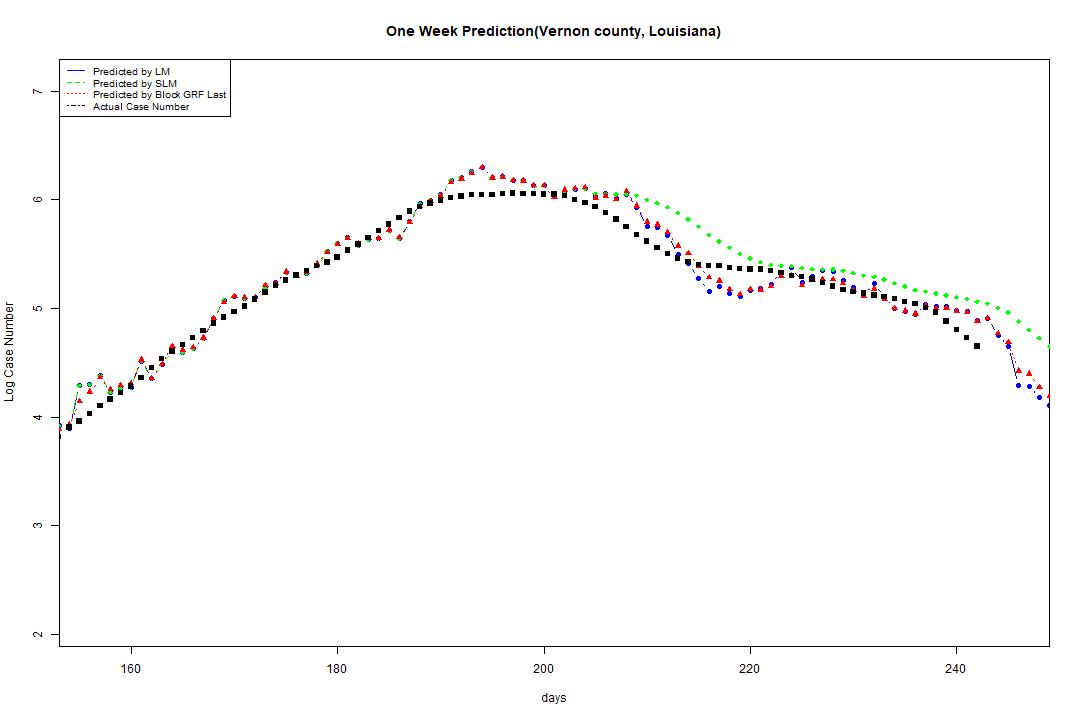 One Week Prediction(Vernon county, Louisiana)
Predicted by LM
Predicted by SLM
Predicted by Block GRF Last
Actual Case Number
7
6
5
4
3
2
Log Case Number
160 180 200 220 240
days